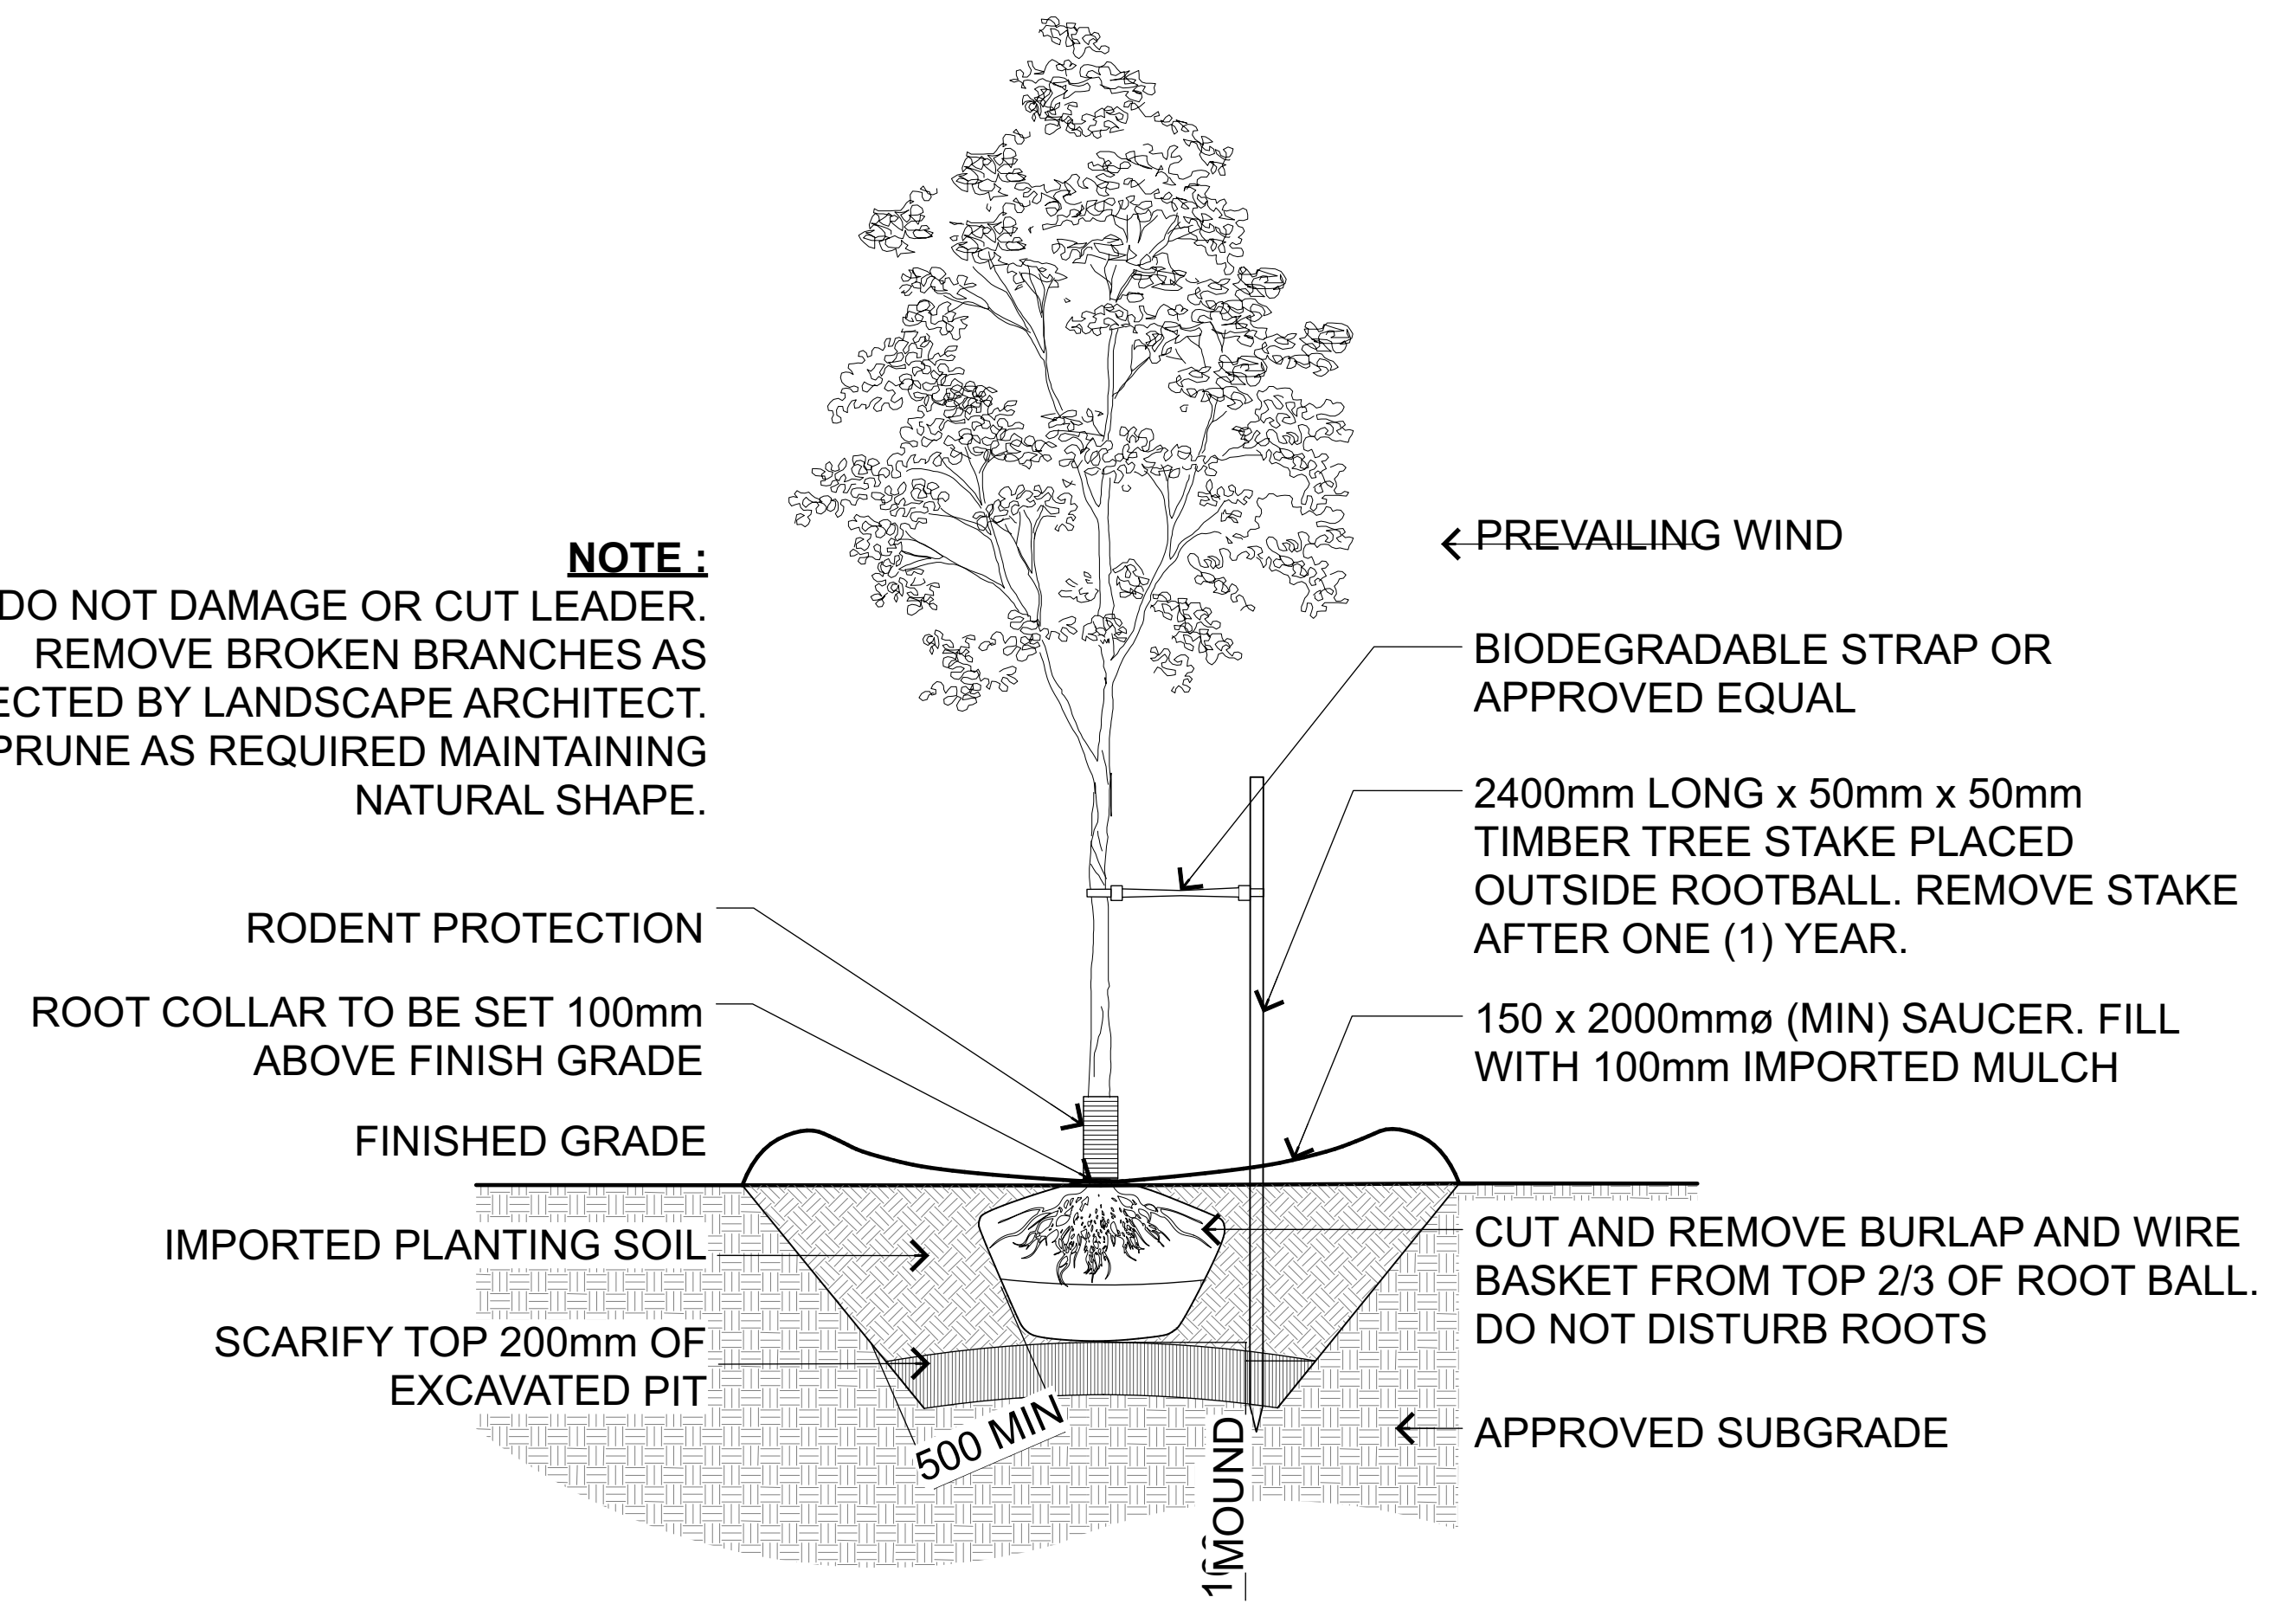 NOTE :
DO NOT DAMAGE OR CUT LEADER.
REMOVE BROKEN BRANCHES AS
BY LANDSCAPE ARCHITECT.
PRUNE AS REQUIRED MAINTAINING
NATURAL SHAPE.
RODENT PROTECTION
ROOT COLLAR TO BE SET 100mm
ABOVE FINISH GRADE
FINISHED GRADE
IMPORTED PLANTING SOIL
SCARIFY TOP 200mm OF
EXCAVATED PIT
500 MIN
MOUND
PREVAILING WIND
BIODEGRADABLE STRAP OR
APPROVED EQUAL
2400mm LONG x 50mm x 50mm
TIMBER TREE STAKE PLACED
OUTSIDE ROOTBALL. REMOVE STAKE
AFTER ONE (1) YEAR.
150 x 2000mmø (MIN) SAUCER. FILL
WITH 100mm IMPORTED MULCH
CUT AND REMOVE BURLAP AND WIRE
BASKET FROM TOP 2/3 OF ROOT BALL.
DO NOT DISTURB ROOTS
APPROVED SUBGRADE